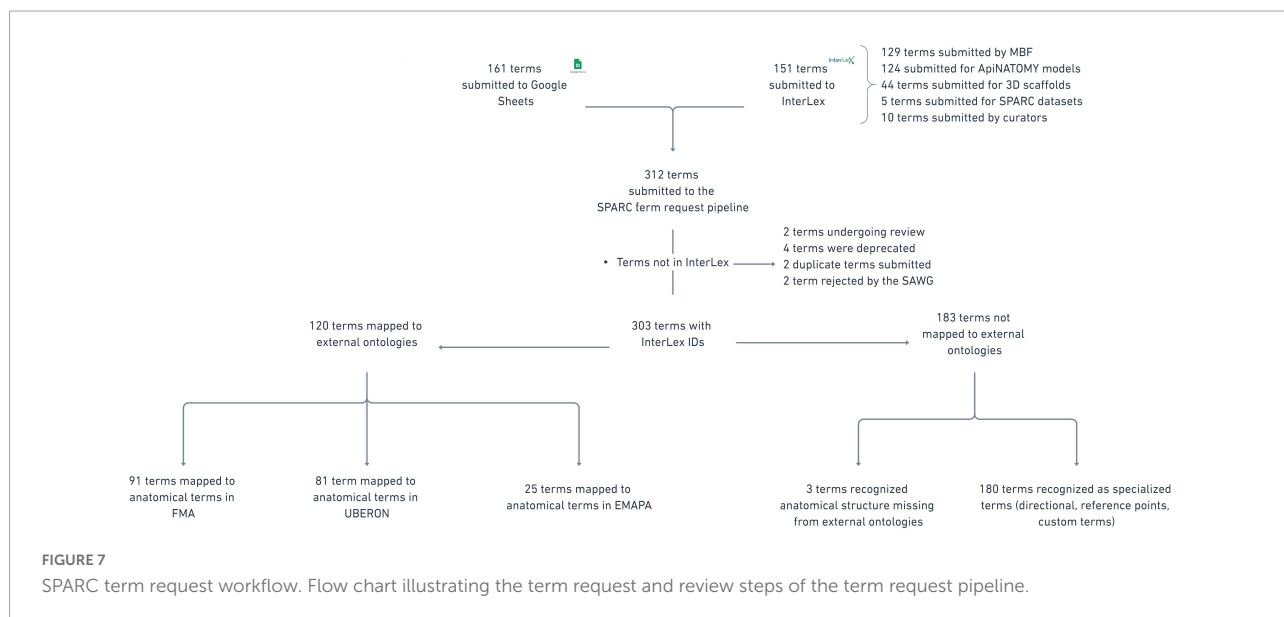 161 terms
submitted to Google
Sheets
InterLeX
151 terms
submitted to
InterLex
129 terms submitted by MBF
124 submitted for ApiNATOMY models
44 terms submitted for 3D scaffolds
5 terms submitted for SPARC datasets
10 terms submitted by curators
312 terms
submitted to the
SPARC ferm request pipeline
Terms not in InterLex
2 terms undergoing review
4 terms were deprecated
2 duplicate terms submitted
2 term rejected by the SAWG
120 terms mapped to
external ontologies
303 terms with
InterLex IDs
183 terms not
mapped to external
ontologies
91 terms mapped to
anatomical terms in
FMA
81 term mapped to
anatomical terms in
UBERON
25 terms mapped to
anatomical terms in EMAPA
3 terms recognized
anatomical structure missing
from external ontologies
180 terms recognized as specialized
terms (directional, reference points,
custom terms)
FIGURE 7
SPARC term request workflow. Flow chart illustrating the term request and review steps of the term request pipeline.